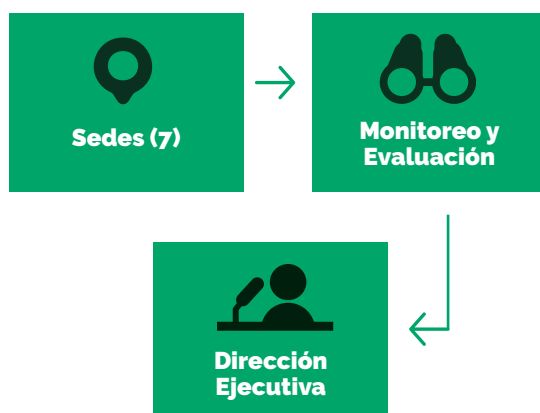 Sedes (7)
Monitoreo y
Evaluación
Dirección
Ejecutiva